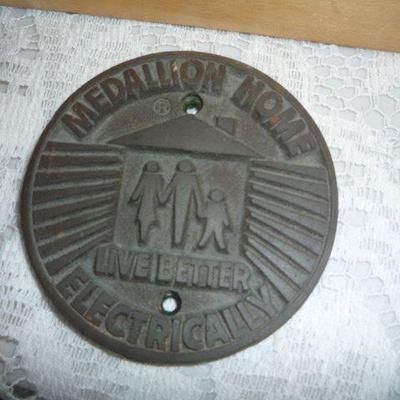 MEDALLION HOME
®
LIVE BETTER
ELECTRICALLY